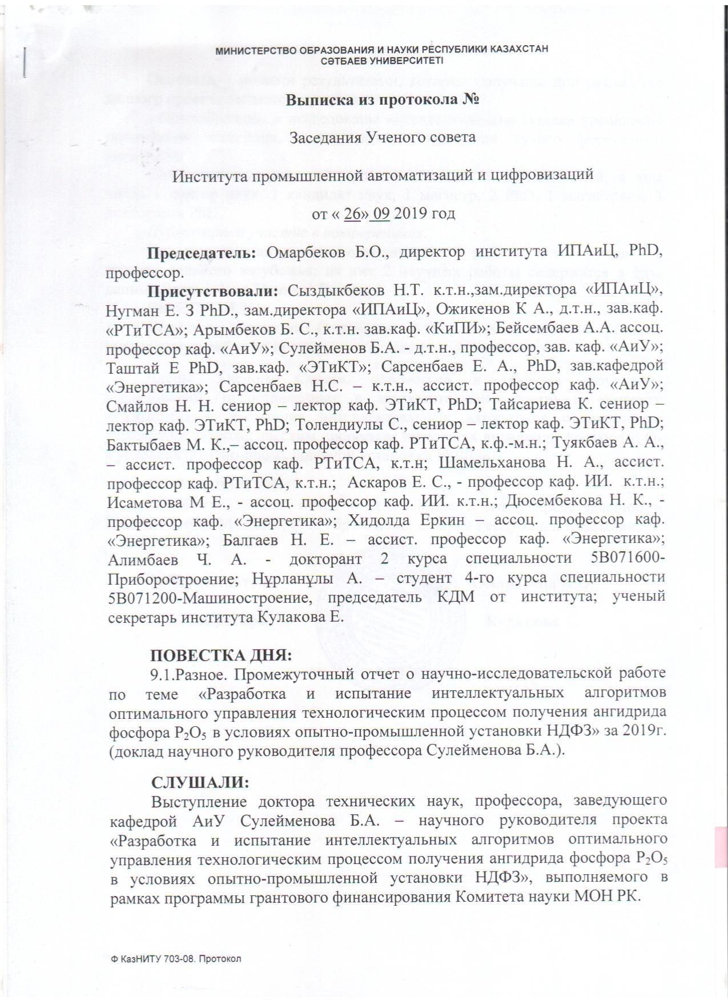 МИНИСТЕРСТВО ОБРАЗОВАНИЯ И НАУКИ РЕСПУБЛИКИ КАЗАХСТАН
СӘТБАЕВ УНИВЕРСИТЕТІ
Выписка из протокола №
Заседания Ученого совета
Института промышленной автоматизаций и цифровизаций
от « 26» 09 2019 год
Председатель: Омарбеков Б.О., директор института ИПАиЦ, PhD,
профессор.
Присутствовали: Сыздыкбеков Н.Т. к.т.н.,зам.директора «ИПАиЦ»,
Нугман Е. З PhD., зам.директора «ИПАиЦ», Ожикенов К А., д.т.н., зав.каф.
«РТиТСА»; Арымбеков Б. С., к.т.н. зав.каф. «КиПИ»; Бейсембаев А.А. ассоц.
профессор каф. «АиУ»; Сулейменов Б.А. - д.т.н., профессор, зав. каф. «АиУ»;
Таштай Е PhD, зав.каф. «ЭТиКТ»; Сарсенбаев Е. А., PhD, зав.кафедрой
«Энергетика»; Сарсенбаев Н.С. – к.т.н., ассист. профессор каф. «АиУ»;
Смайлов Н. Н. сениор – лектор каф. ЭТиКТ, PhD; Тайсариева К. сениор –
лектор каф. ЭТиКТ, PhD; Толендиулы С., сениор – лектор каф. ЭТиКТ, PhD;
Бактыбаев М. К.,– ассоц. профессор каф. РТиТСА, к.ф.-м.н.; Туякбаев А. А.,
– ассист. профессор каф. РТиТСА, к.т.н; Шамельханова Н. А., ассист.
профессор каф. РТиТСА, к.т.н.; Аскаров Е. С., - профессор каф. ИИ. к.т.н.;
Исаметова М Е., - ассоц. профессор каф. ИИ. к.т.н.; Дюсембекова Н. К., -
профессор каф. «Энергетика»; Хидолда Еркин – ассоц. профессор каф.
«Энергетика»; Балгаев Н. Е. – ассист. профессор каф. «Энергетика»;
Алимбаев Ч. А. - докторант 2 курса специальности 5В071600-
Приборостроение; Нұрланұлы А. – студент 4-го курса специальности
5В071200-Машиностроение, председатель КДМ от института; ученый
секретарь института Кулакова Е.
ПОВЕСТКА ДНЯ:
9.1.Разное. Промежуточный отчет о научно-исследовательской работе
по теме «Разработка и испытание интеллектуальных алгоритмов
оптимального управления технологическим процессом получения ангидрида
фосфора P₂O₅ в условиях опытно-промышленной установки НДФЗ» за 2019г.
(доклад научного руководителя профессора Сулейменова Б.А.).
СЛУШАЛИ:
Выступление доктора технических наук, профессора, заведующего
кафедрой АиУ Сулейменова Б.А. – научного руководителя проекта
«Разработка и испытание интеллектуальных алгоритмов оптимального
управления технологическим процессом получения ангидрида фосфора P₂O₅
в условиях опытно-промышленной установки НДФЗ», выполняемого в
рамках программы грантового финансирования Комитета науки МОН РК.
Ф КазНИТУ 703-08. Протокол